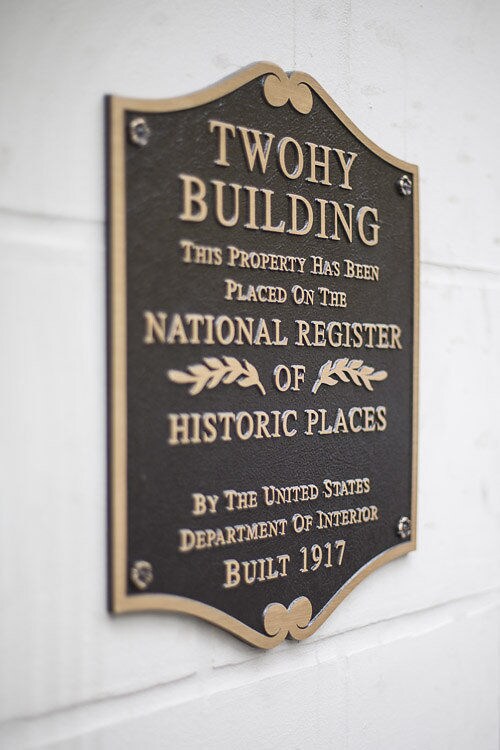 TWOHY
BUILDING
THIS PROPERTY HAS BEEN
PLACED ON THE
NATIONAL REGISTER
OF
HISTORIC PLACES
BY THE UNITED STATES
DEPARTMENT OF INTERIOR
BUILT 1917